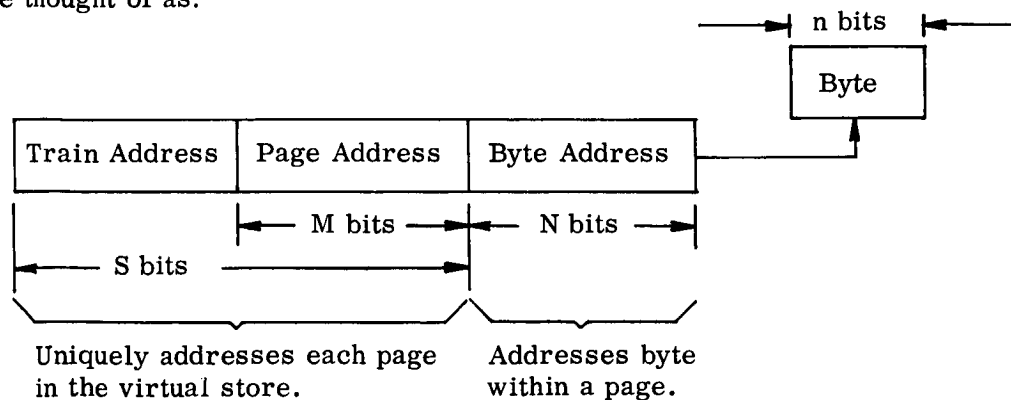 e thought of as:
n bits
Byte
Train Address Page Address Byte Address
M bits N bits
S bits
Uniquely addresses each page Addresses byte
in the virtual store. within a page.